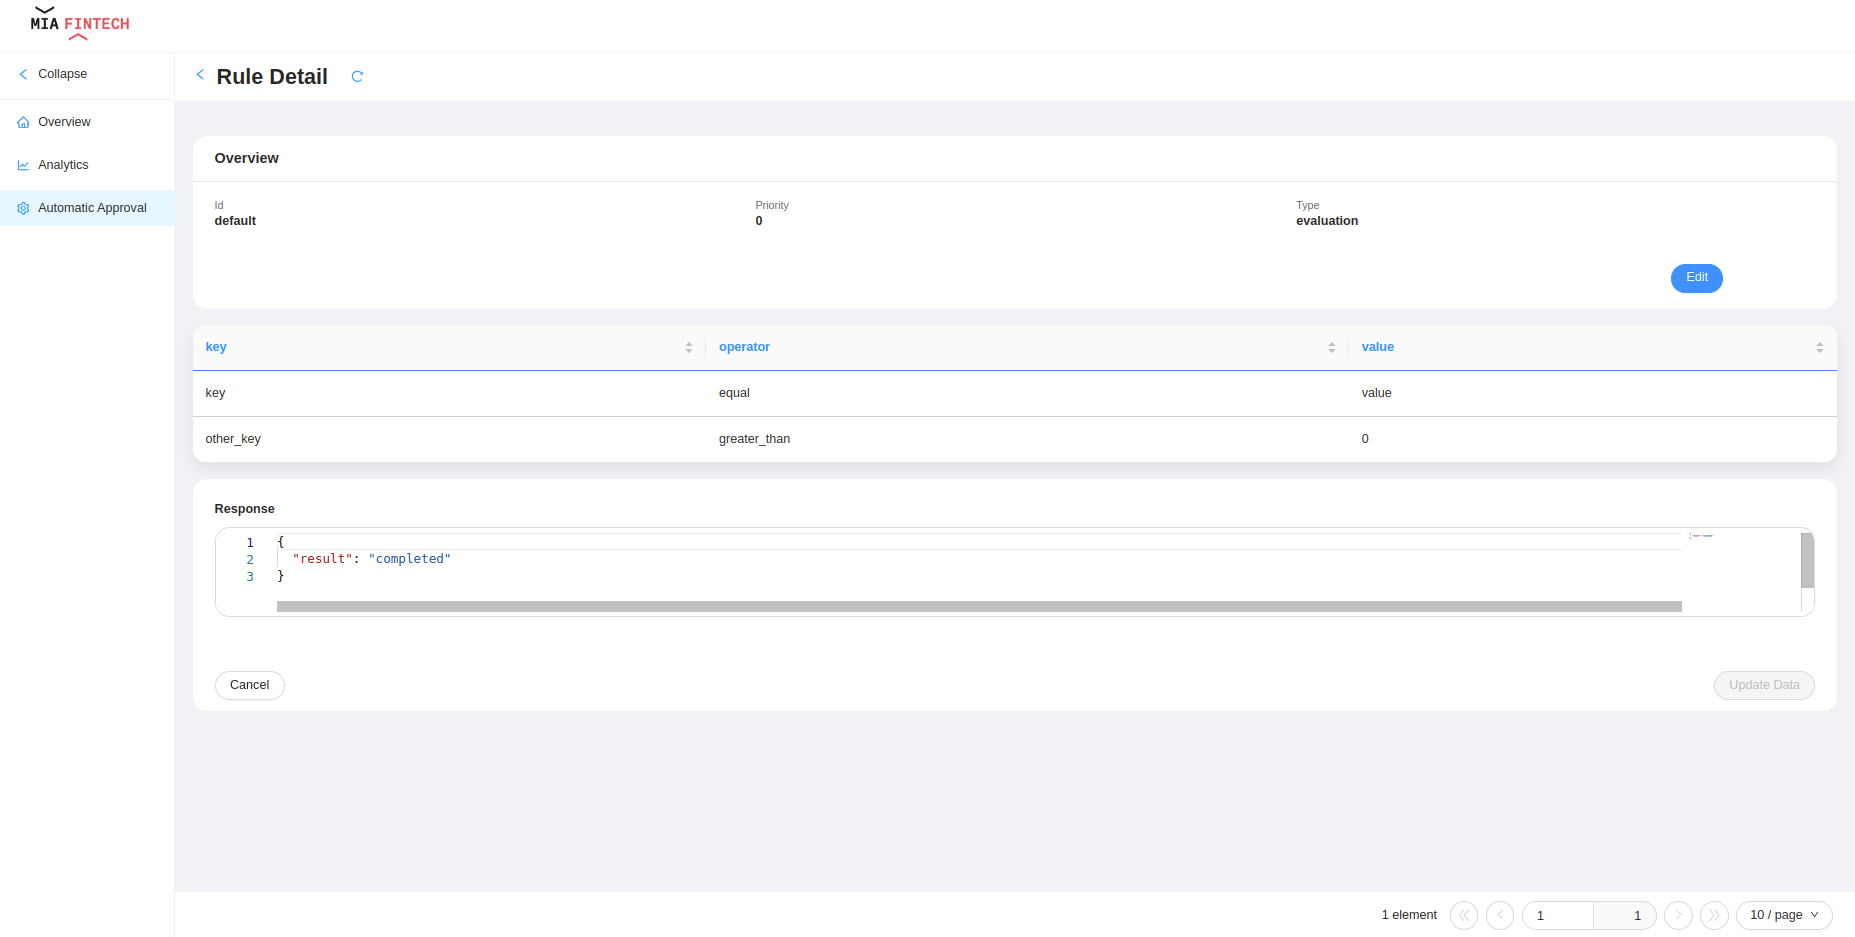 MIA FINTECH
Collapse
Overview
Analytics
Automatic Approval
Rule Detail
Overview
Id Priority Type
default 0 evaluation
Edit
key operator value
key equal value
other_key greater_than 0
Response
1 {
2 "result": "completed"
3 }
Cancel Update Data
1 element 1 1 10 / page